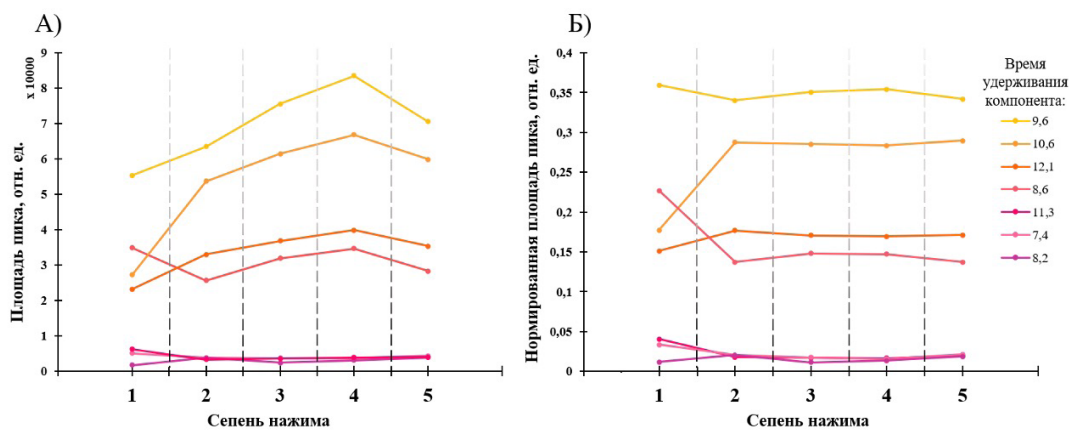 А)
Площадь пика, отн. ед.
x 10000
9
8
7
6
5
4
3
2
1
0
1 2 3 4 5
Сепень нажима
Б)
Нормированная площадь пика, отн. ед.
0,4
0,35
0,3
0,25
0,2
0,15
0,1
0,05
0
1 2 3 4 5
Сепень нажима
Время
удерживания
компонента:
9,6
10,6
12,1
8,6
11,3
7,4
8,2